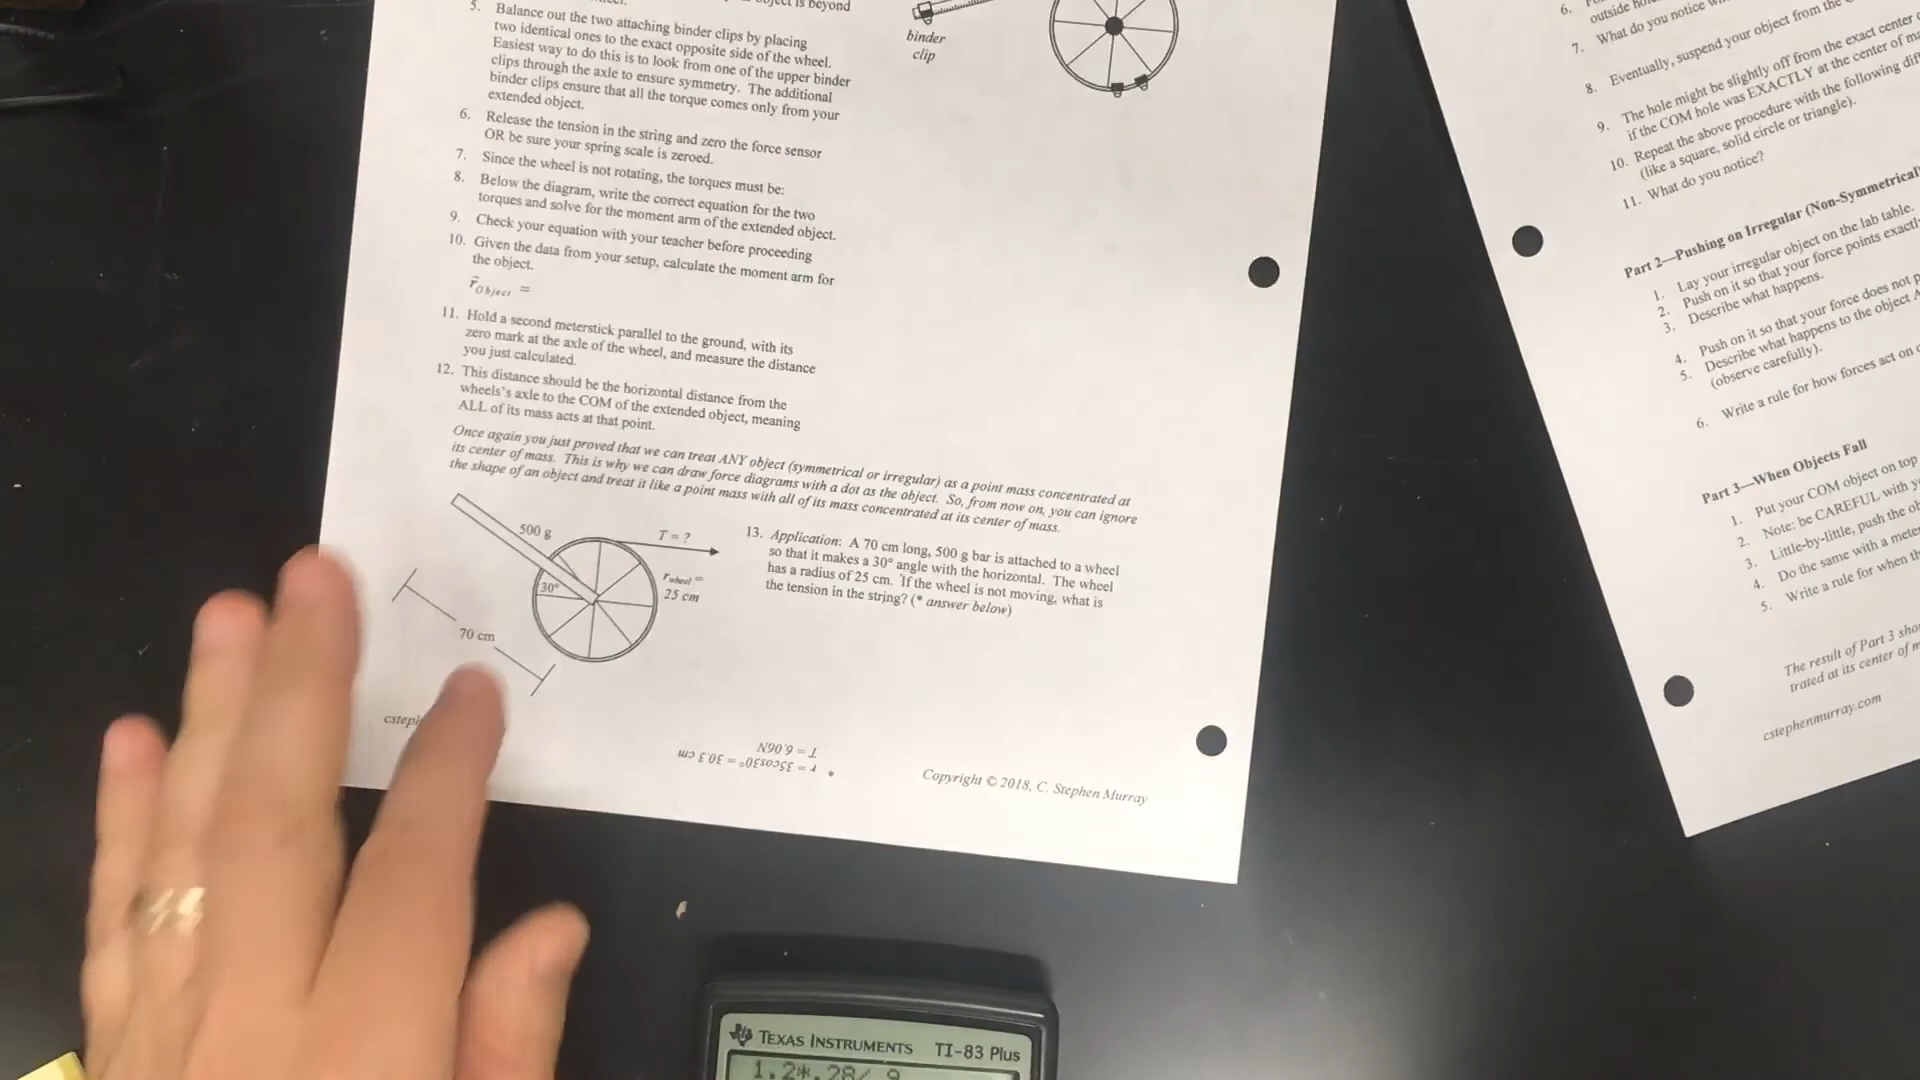 object is beyond
5. Balance out the two attaching binder clips by placing
two identical ones to the exact opposite side of the wheel.
Easiest way to do this is to look from one of the upper binder
clips through the axle to ensure symmetry. The additional
binder clips ensure that all the torque comes only from your
extended object.
6. Release the tension in the string and zero the force sensor
OR be sure your spring scale is zeroed.
7. Since the wheel is not rotating, the torques must be:
8. Below the diagram, write the correct equation for the two
torques and solve for the moment arm of the extended object.
9. Check your equation with your teacher before proceeding
10. Given the data from your setup, calculate the moment arm for
the object.
r⃗Object =
11. Hold a second meterstick parallel to the ground, with its
zero mark at the axle of the wheel, and measure the distance
you just calculated.
12. This distance should be the horizontal distance from the
wheels's axle to the COM of the extended object, meaning
ALL of its mass acts at that point.
Once again you just proved that we can treat ANY object (symmetrical or irregular) as a point mass concentrated at
its center of mass. This is why we can draw force diagrams with a dot as the object. So, from now on, you can ignore
the shape of an object and treat it like a point mass with all of its mass concentrated at its center of mass.
binder
clip
500 g
T = ?
rwheel =
25 cm
30°
70 cm
13. Application: A 70 cm long, 500 g bar is attached to a wheel
so that it makes a 30° angle with the horizontal. The wheel
has a radius of 25 cm. If the wheel is not moving, what is
the tension in the string? (* answer below)
* r = 35cos30° = 30.3 cm
T = 6.06N
Copyright © 2018, C. Stephen Murray
6.
outside
7. What do you notice
8. Eventually, suspend your object from the
9. The hole might be slightly off from the exact center
if the COM hole was EXACTLY at the center of
10. Repeat the above procedure with the following
(like a square, solid circle or triangle).
11. What do you notice?
Part 2—Pushing on Irregular (Non-Symmetrical
1. Lay your irregular object on the lab table.
2. Push on it so that your force points
3. Describe what happens.
4. Push on it so that your force does not
5. Describe what happens to the object
(observe carefully).
6. Write a rule for how forces act on
Part 3—When Objects Fall
1. Put your COM object on top
2. Note: be CAREFUL with
3. Little-by-little, push the
4. Do the same with a
5. Write a rule for when
The result of Part 3
trated at its center of
cstephenmurray.com
TEXAS INSTRUMENTS TI-83 Plus
1.2*.28/.9